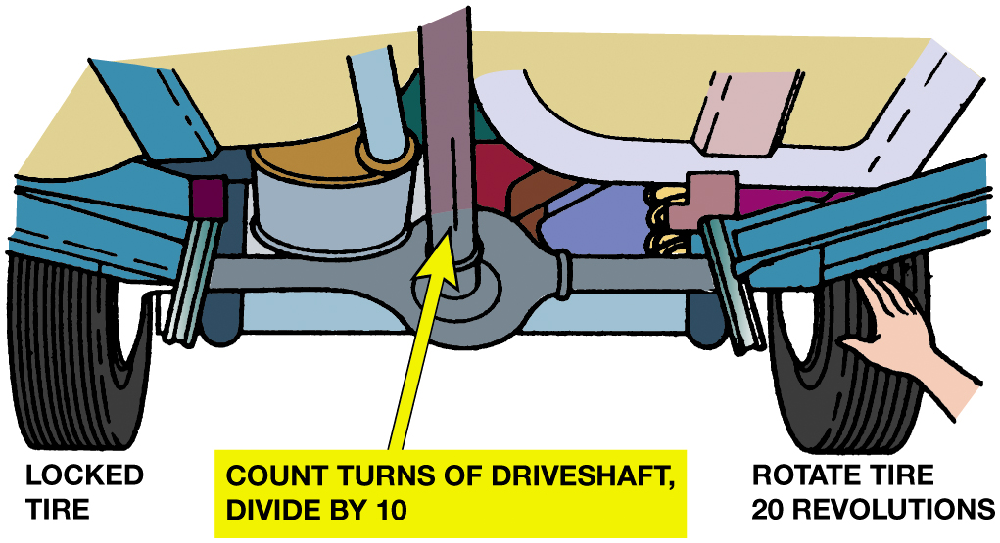 LOCKED
TIRE
COUNT TURNS OF DRIVESHAFT,
DIVIDE BY 10
ROTATE TIRE
20 REVOLUTIONS